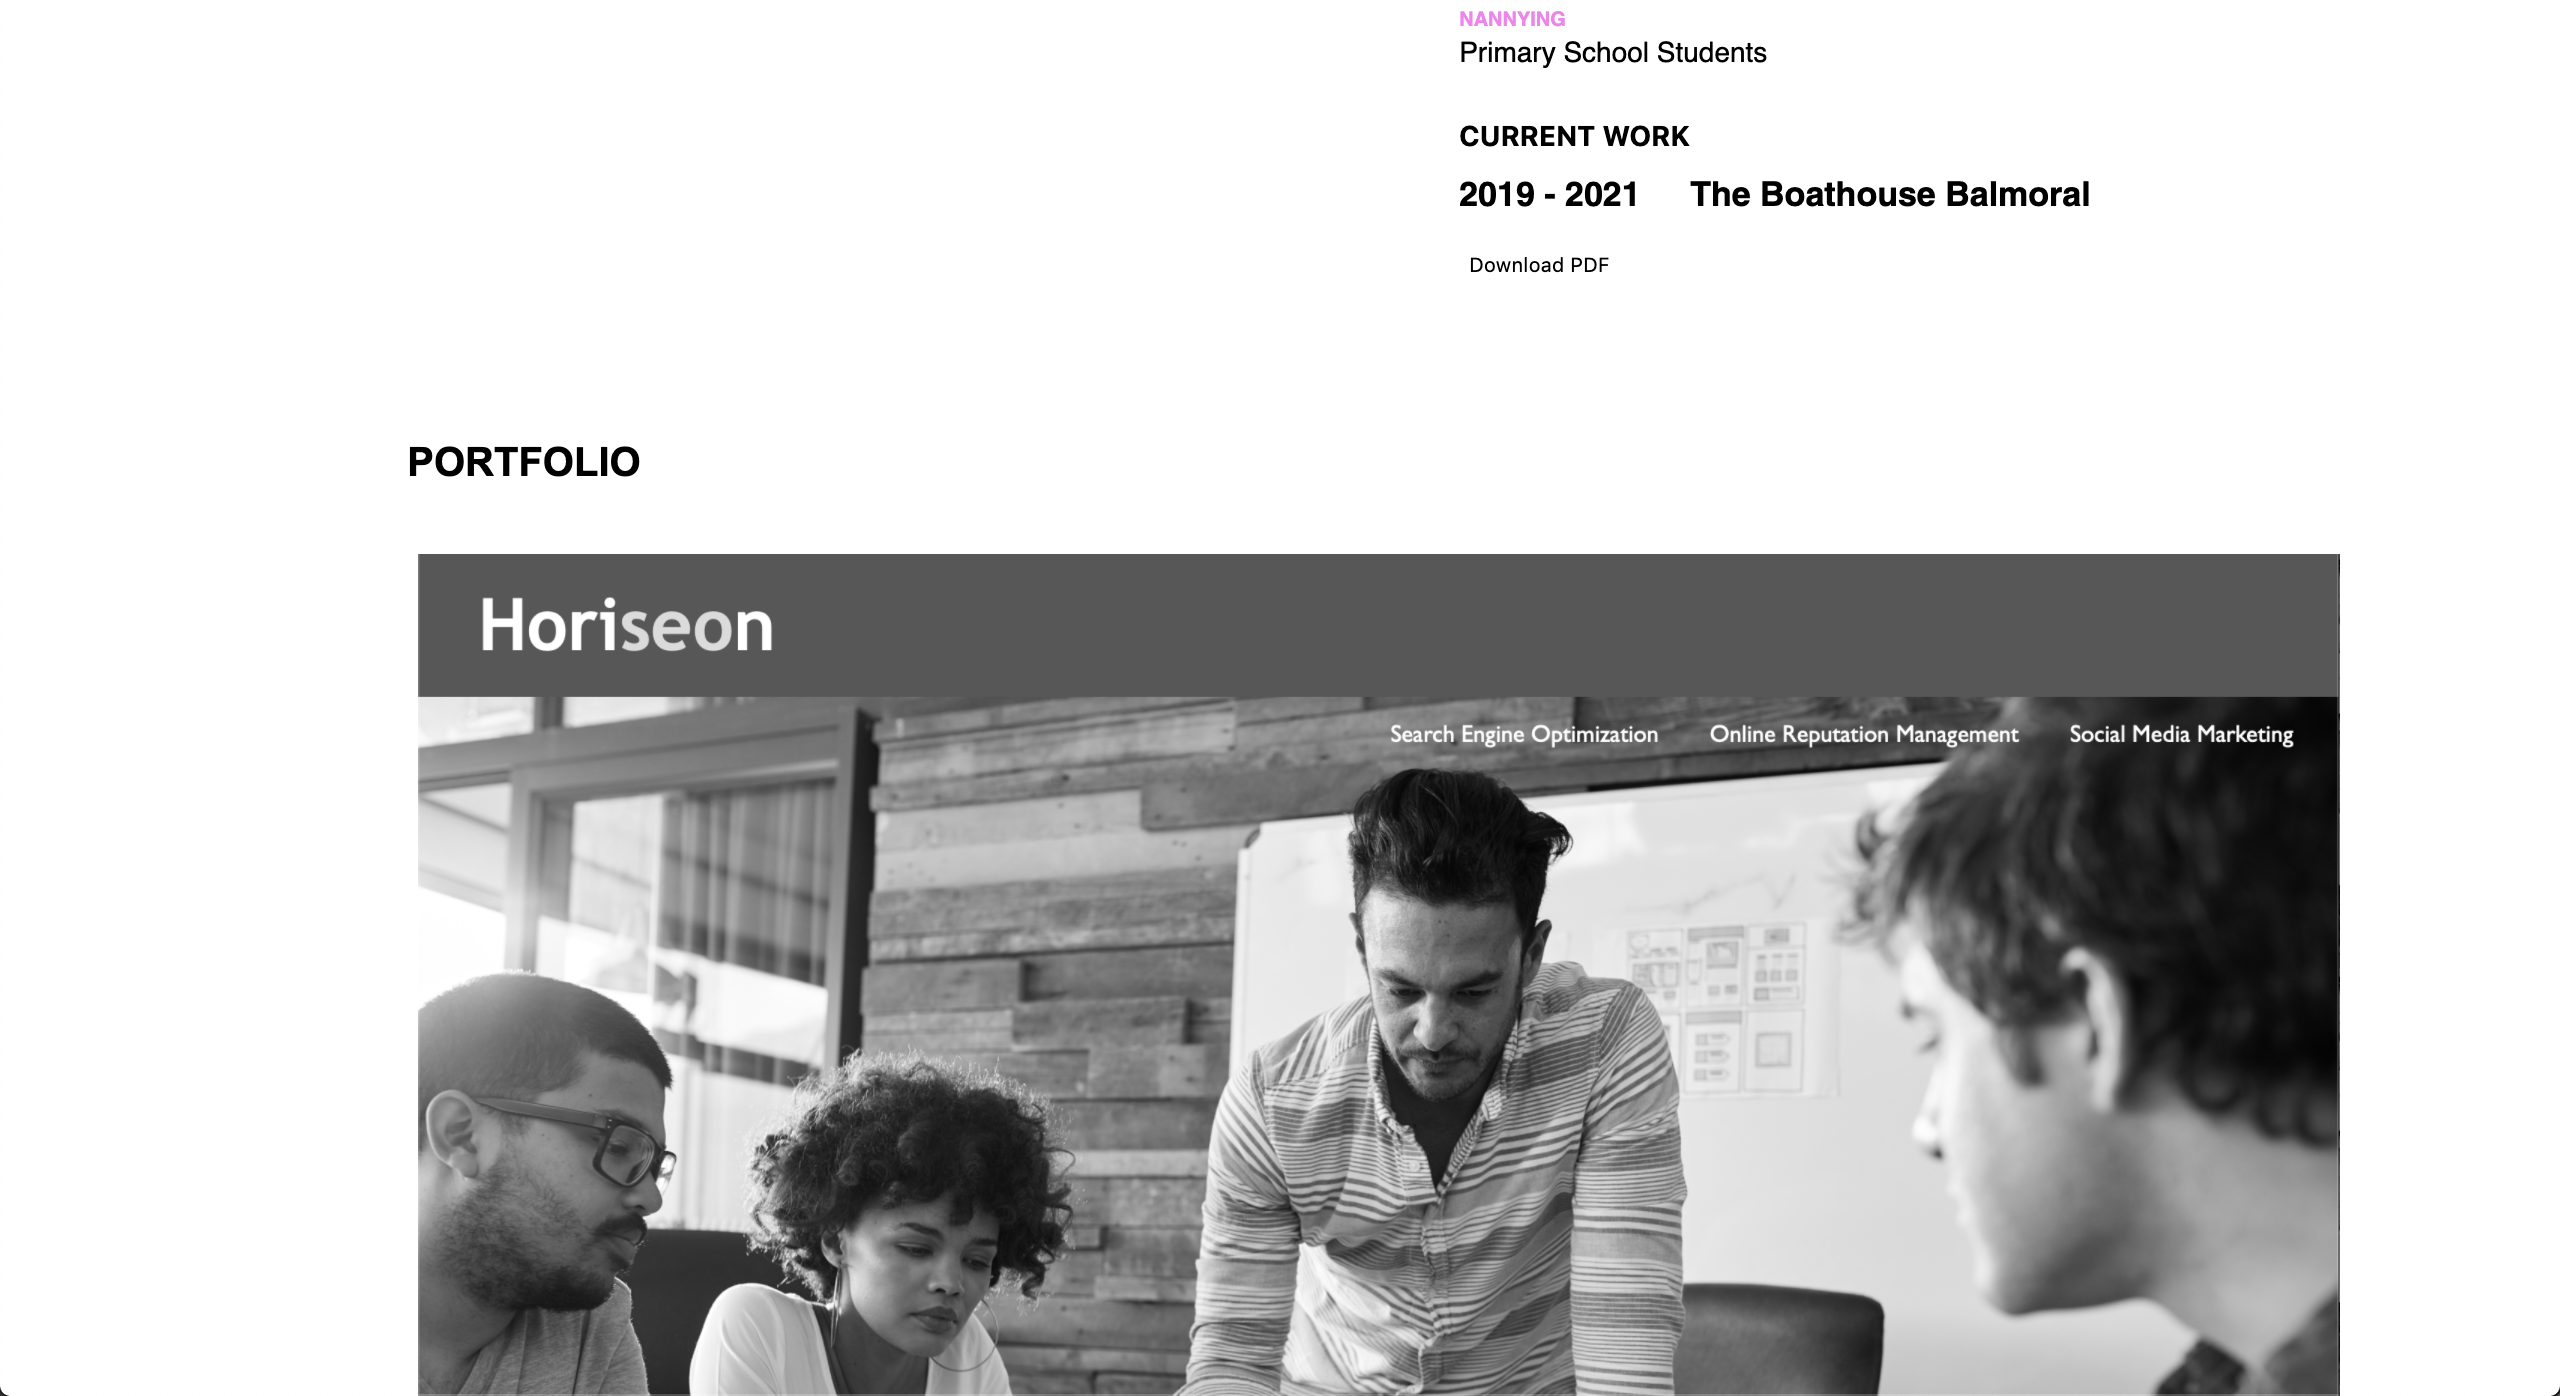 NANNYING
Primary School Students
CURRENT WORK
2019 - 2021 The Boathouse Balmoral
Download PDF
PORTFOLIO
Horiseon
Search Engine Optimization Online Reputation Management Social Media Marketing